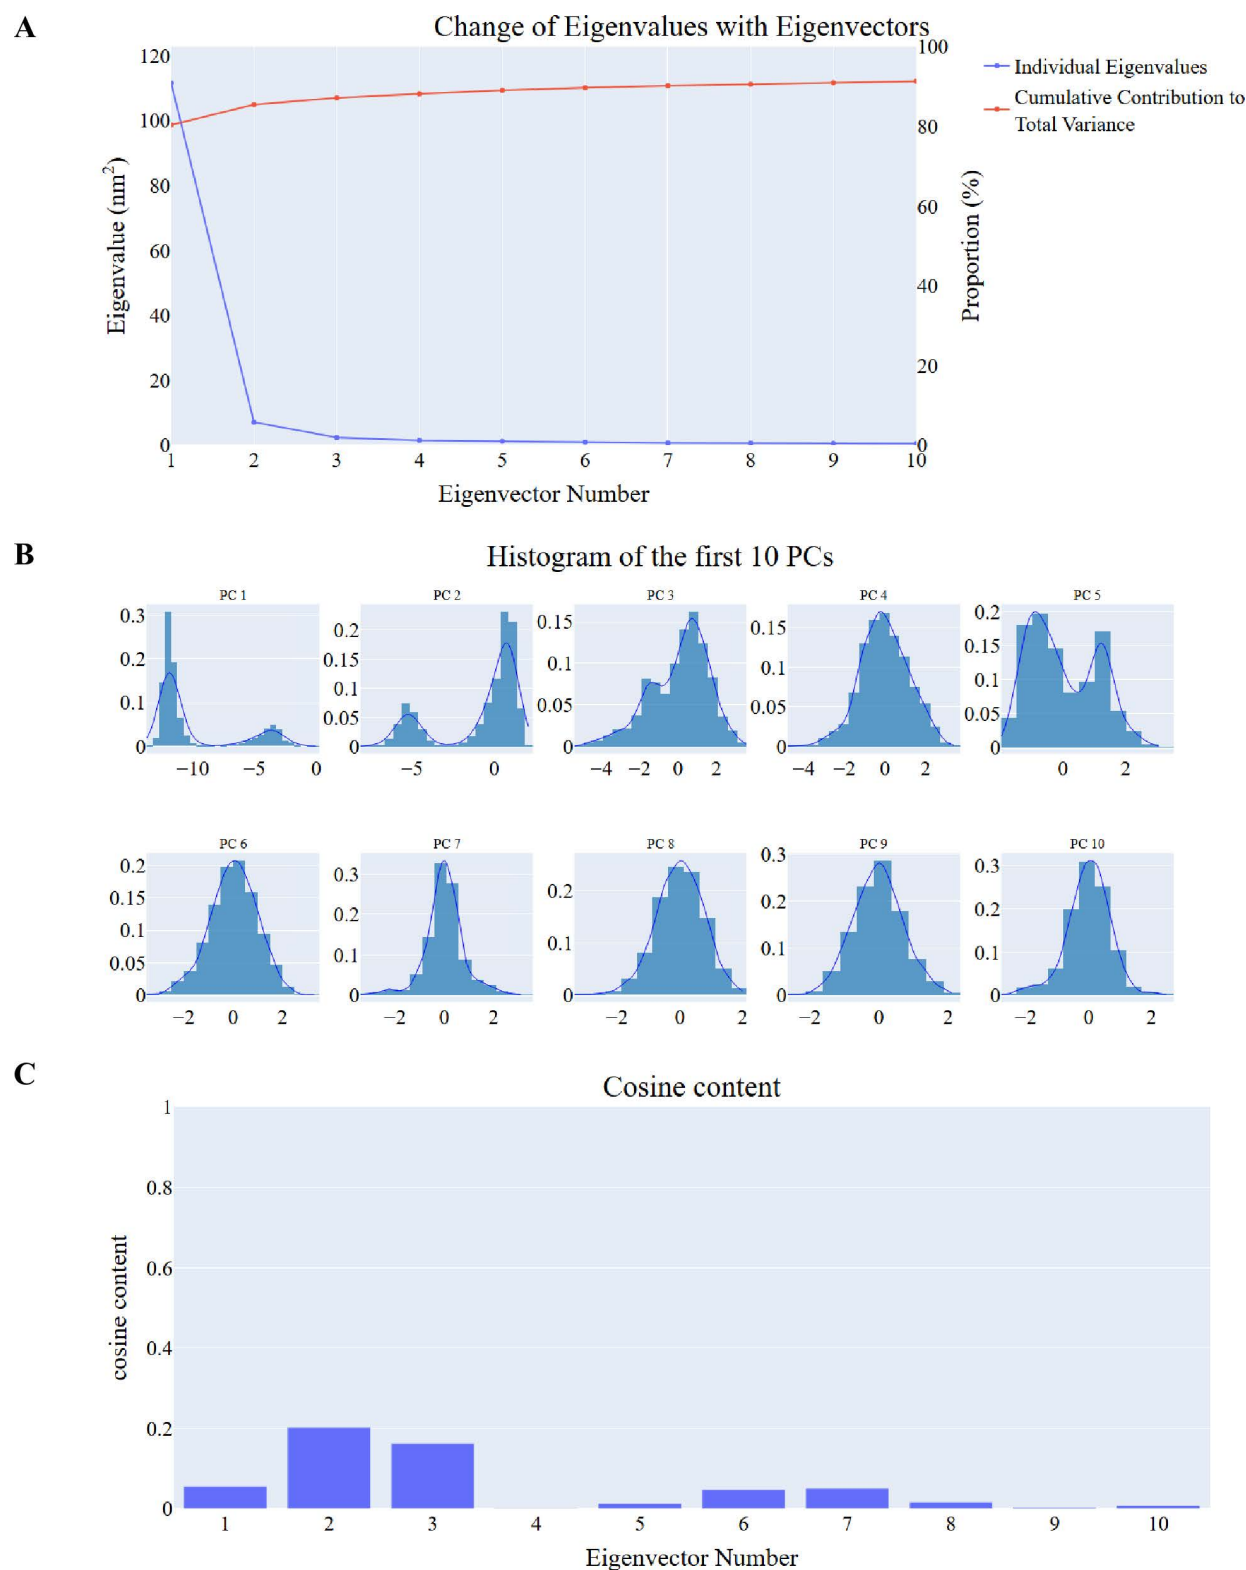 A
Change of Eigenvalues with Eigenvectors
120
100
80
60
40
20
0
Eigenvalue (nm²)
100
80
60
40
20
0
Proportion (%)
Individual Eigenvalues
Cumulative Contribution to
Total Variance
1 2 3 4 5 6 7 8 9 10
Eigenvector Number
B
Histogram of the first 10 PCs
PC 1
0.3
0.2
0.1
0
−10 −5 0
PC 2
0.2
0.15
0.1
0.05
0
−5 0
PC 3
0.15
0.1
0.05
0
−4 −2 0 2
PC 4
0.15
0.1
0.05
0
−4 −2 0 2
PC 5
0.2
0.15
0.1
0.05
0
0 2
PC 6
0.2
0.15
0.1
0.05
0
−2 0 2
PC 7
0.3
0.2
0.1
0
−2 0 2
PC 8
0.2
0.1
0
−2 0 2
PC 9
0.3
0.2
0.1
0
−2 0 2
PC 10
0.3
0.2
0.1
0
−2 0 2
C
Cosine content
1
0.8
0.6
0.4
0.2
0
cosine content
1 2 3 4 5 6 7 8 9 10
Eigenvector Number